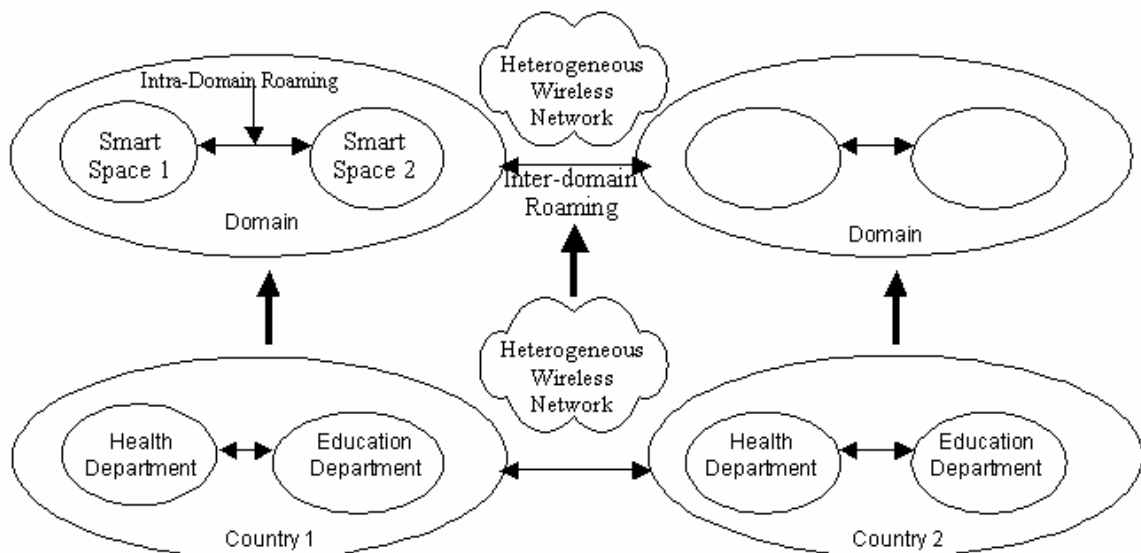 Heterogeneous
Wireless
Network
Intra-Domain Roaming
Smart
Space 1
Smart
Space 2
Domain
Inter-domain
Roaming
Domain
Heterogeneous
Wireless
Network
Health
Department
Education
Department
Country 1
Health
Department
Education
Department
Country 2